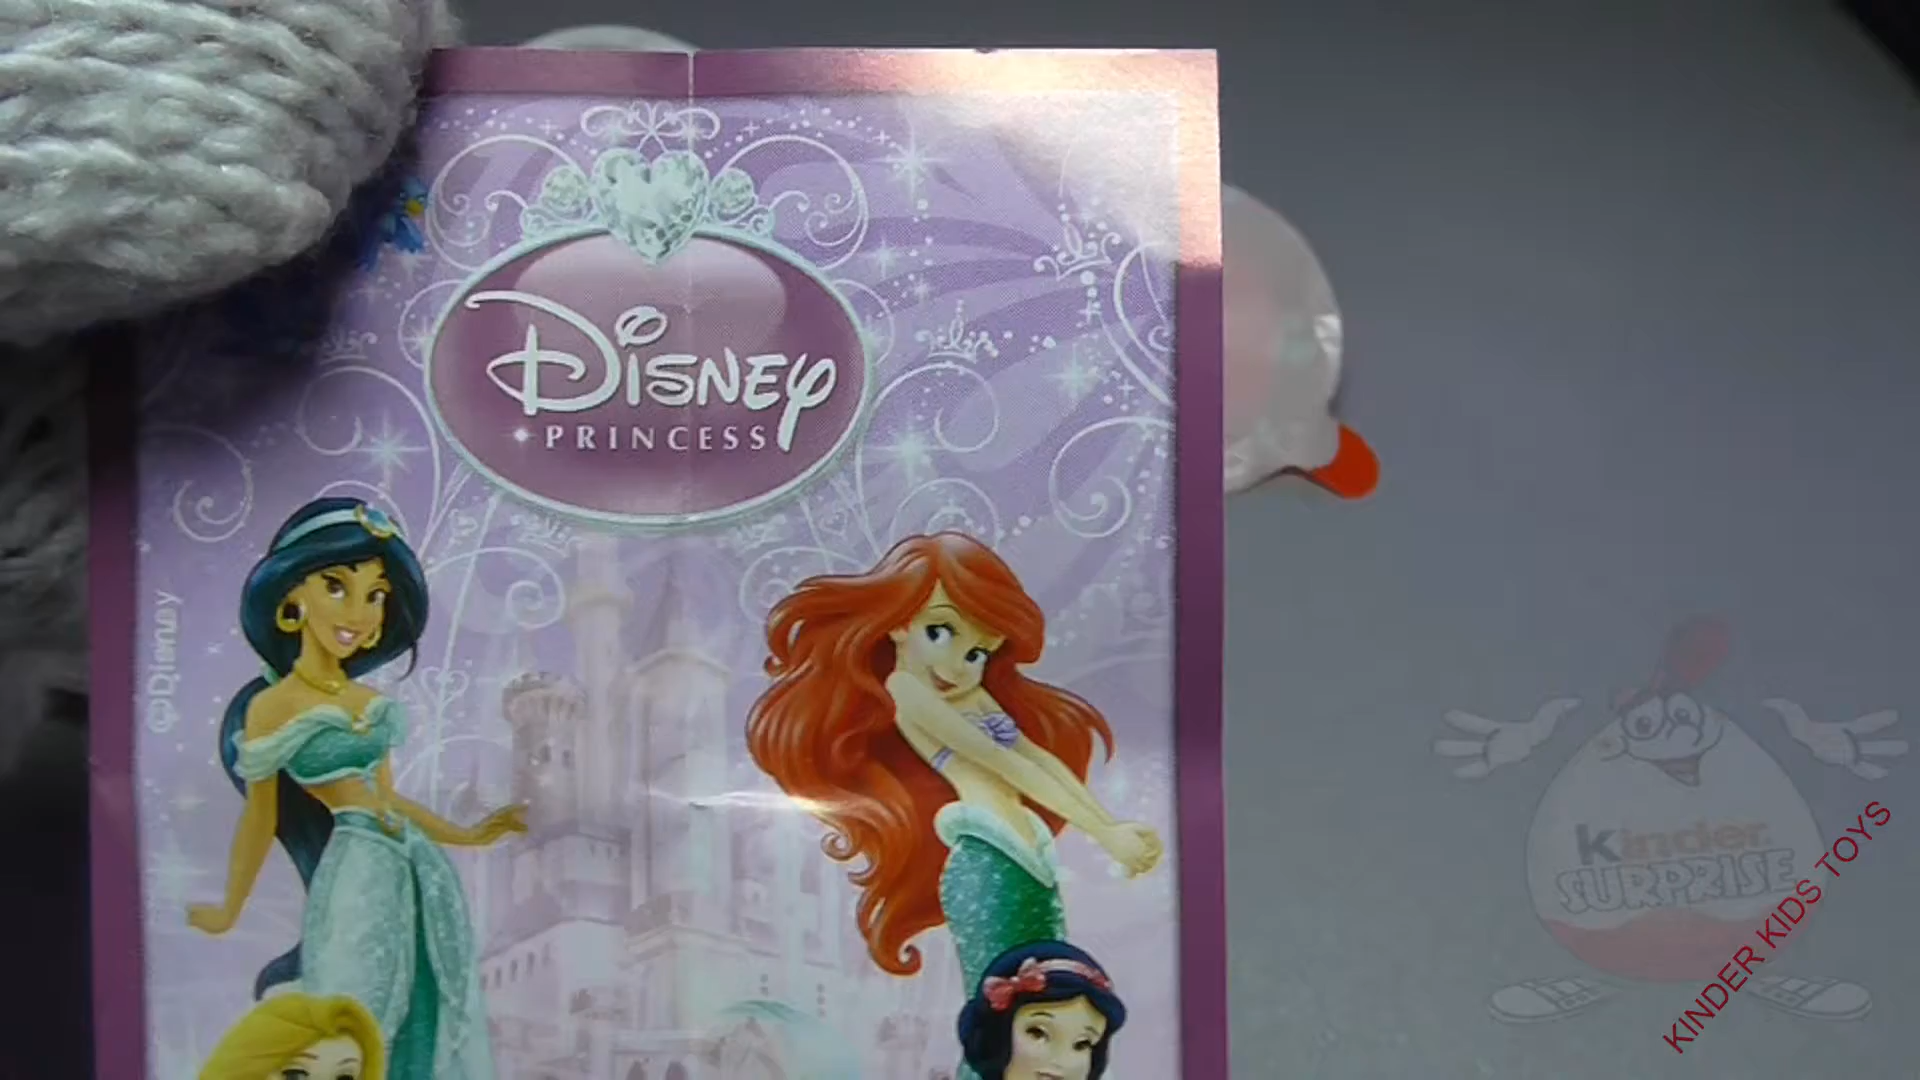 Disney
PRINCESS
©Disney
Kinder
SURPRISE
KINDER KIDS TOYS